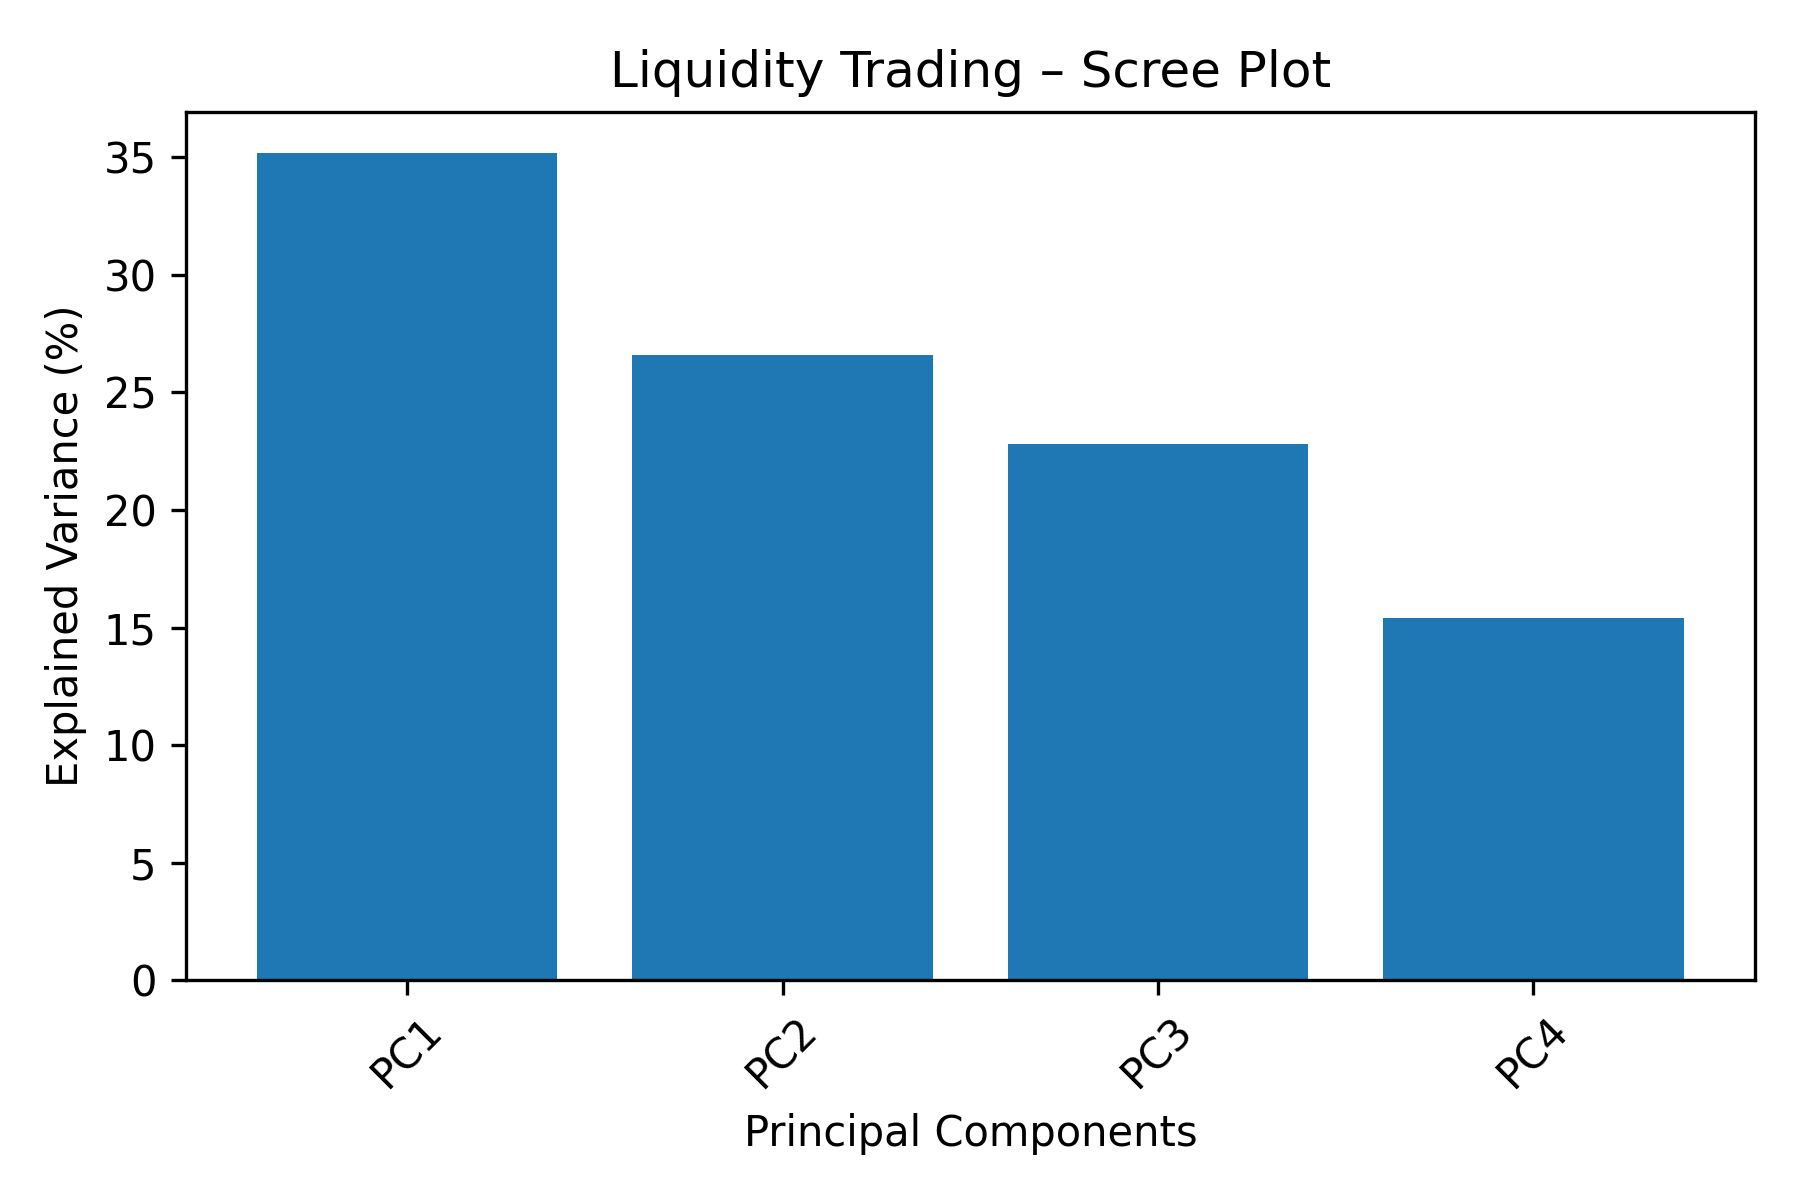 Liquidity Trading – Scree Plot
Explained Variance (%)
35
30
25
20
15
10
5
0
PC1
PC2
PC3
PC4
Principal Components